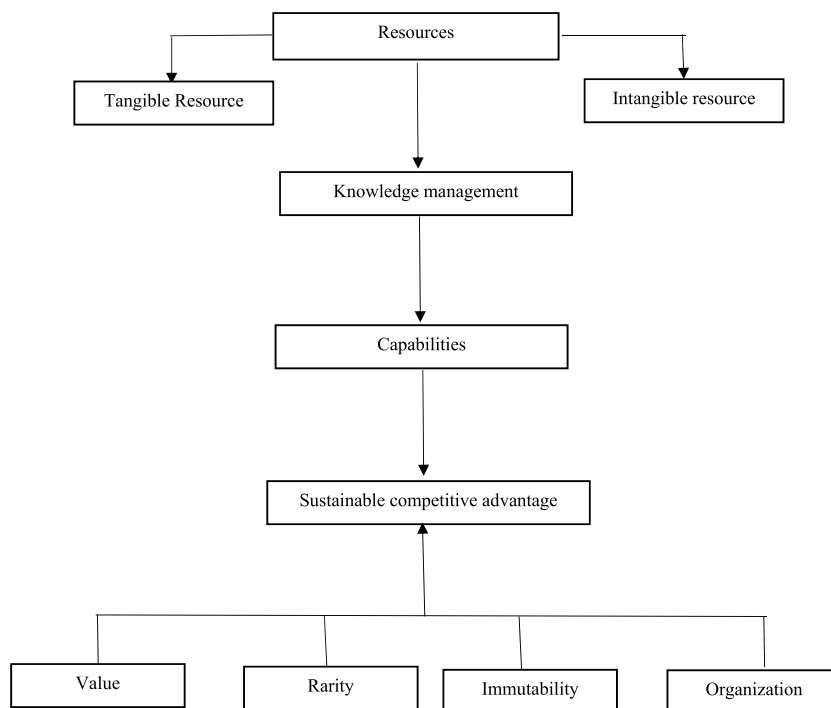 Resources
Tangible Resource
Intangible resource
Knowledge management
Capabilities
Sustainable competitive advantage
Value
Rarity
Immutability
Organization